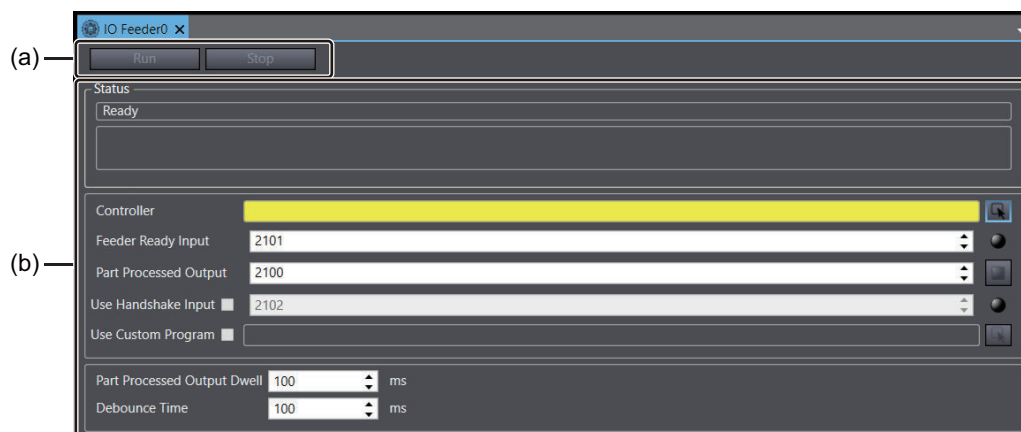 IO Feeder0
(a)
Run Stop
Status
Ready
(b)
Controller
Feeder Ready Input 2101
Part Processed Output 2100
Use Handshake Input 2102
Use Custom Program
Part Processed Output Dwell 100 ms
Debounce Time 100 ms